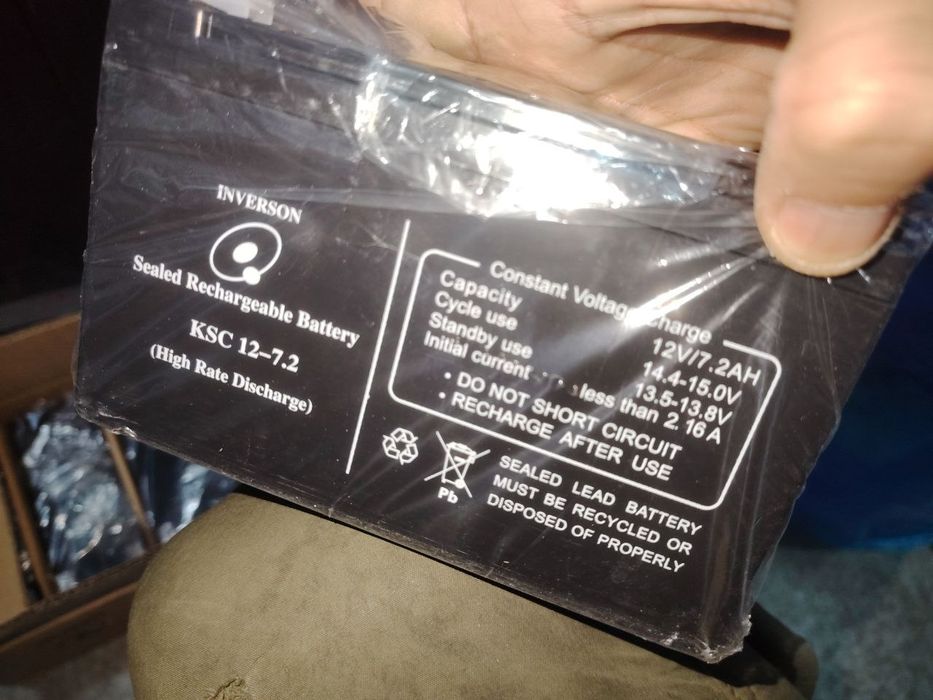 INVERSON
Sealed Rechargeable Battery
KSC 12-7.2
(High Rate Discharge)
Constant Voltage Charge
Capacity 12V/7.2AH
Cycle use 14.4-15.0V
Standby use 13.5-13.8V
Initial current less than 2.16A
• DO NOT SHORT CIRCUIT
• RECHARGE AFTER USE
Pb
SEALED LEAD BATTERY
MUST BE RECYCLED OR
DISPOSED OF PROPERLY